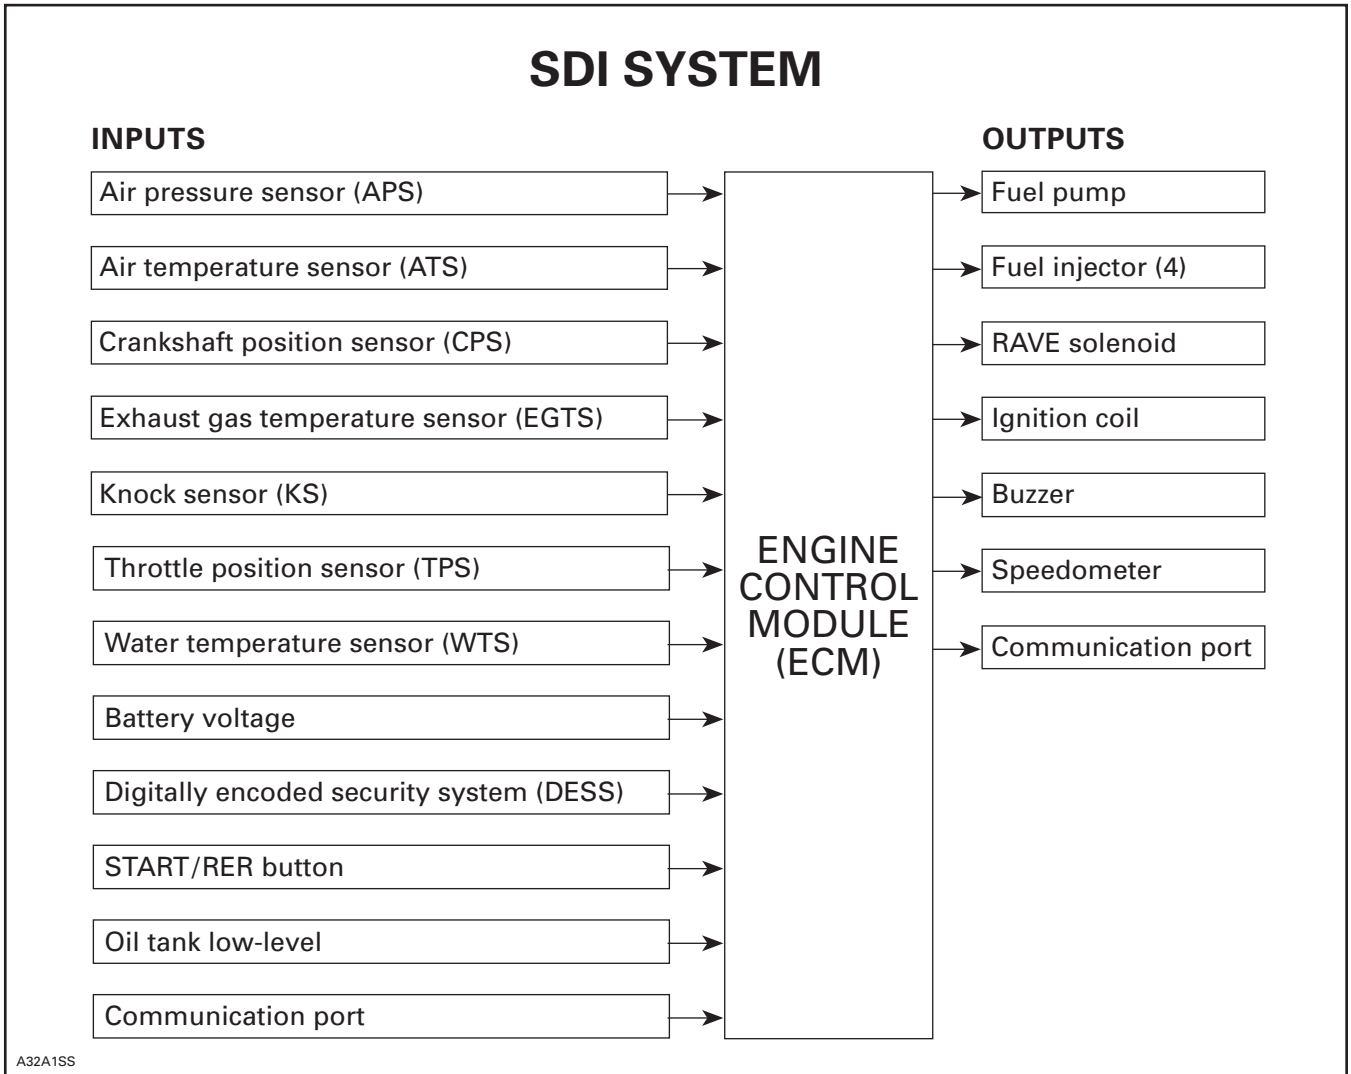 SDI SYSTEM
INPUTS
Air pressure sensor (APS)
Air temperature sensor (ATS)
Crankshaft position sensor (CPS)
Exhaust gas temperature sensor (EGTS)
Knock sensor (KS)
Throttle position sensor (TPS)
Water temperature sensor (WTS)
Battery voltage
Digitally encoded security system (DESS)
START/RER button
Oil tank low-level
Communication port
ENGINE
CONTROL
MODULE
(ECM)
OUTPUTS
Fuel pump
Fuel injector (4)
RAVE solenoid
Ignition coil
Buzzer
Speedometer
Communication port
A32A1SS